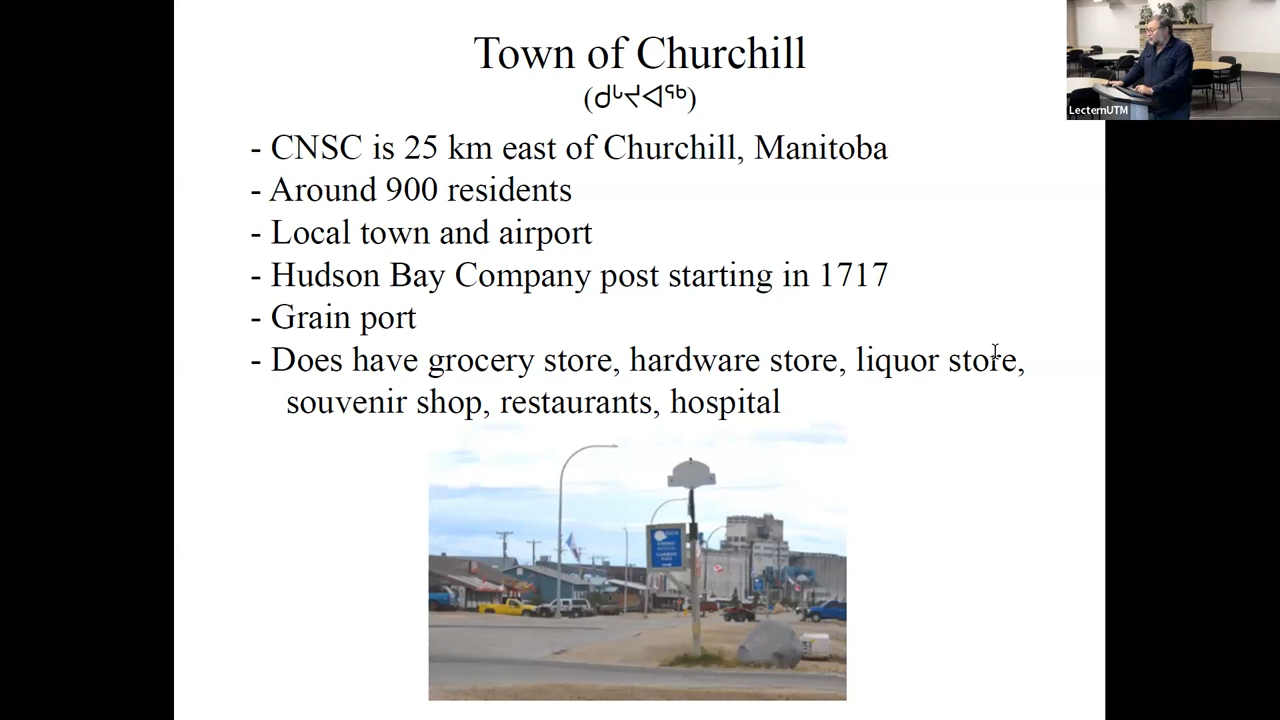 Town of Churchill
(ᑰᒡᔪᐊᖅ)
- CNSC is 25 km east of Churchill, Manitoba
- Around 900 residents
- Local town and airport
- Hudson Bay Company post starting in 1717
- Grain port
- Does have grocery store, hardware store, liquor store,
souvenir shop, restaurants, hospital
LecternUTM